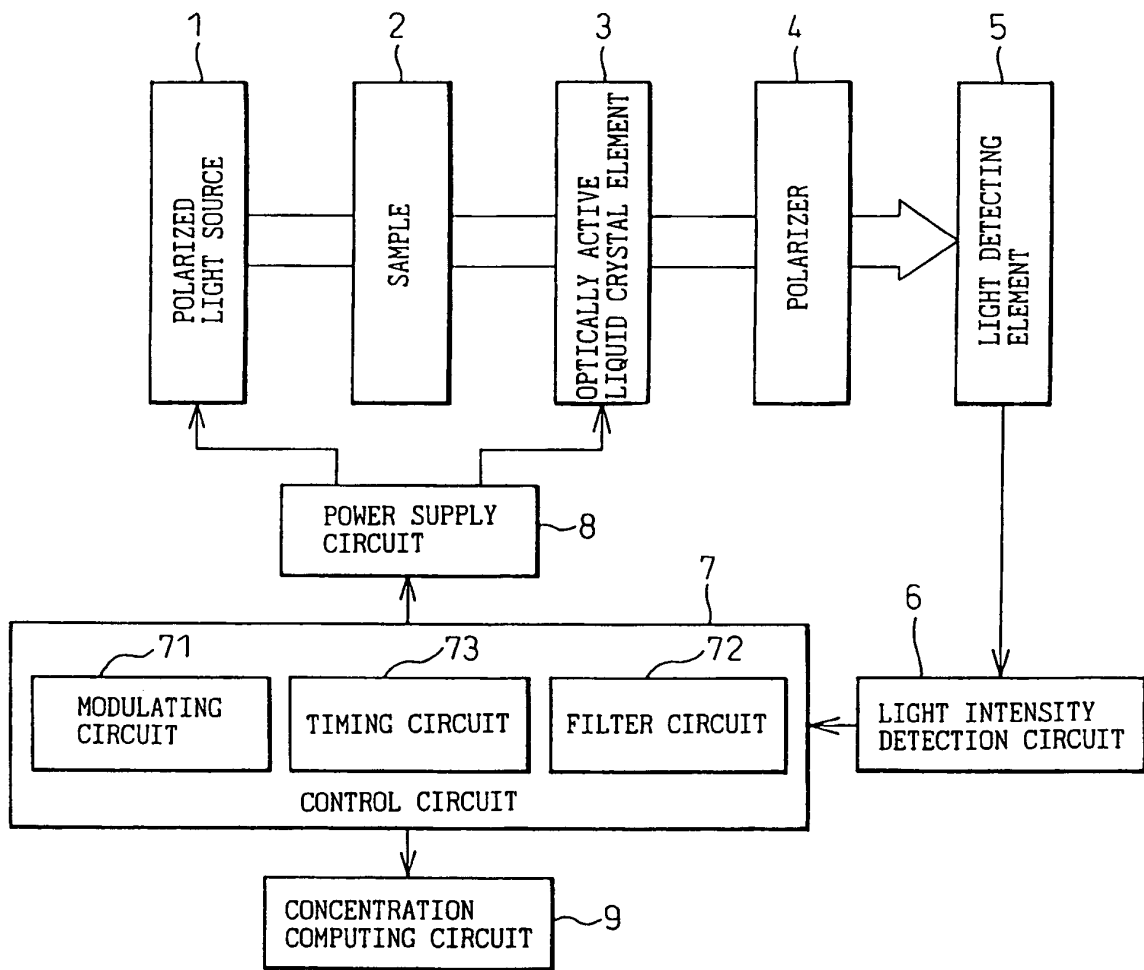 1
2
3
4
5
POLARIZED
LIGHT SOURCE
SAMPLE
OPTICALLY ACTIVE
LIQUID CRYSTAL ELEMENT
POLARIZER
LIGHT DETECTING
ELEMENT
POWER SUPPLY
CIRCUIT
8
7
6
71
73
72
MODULATING
CIRCUIT
TIMING CIRCUIT
FILTER CIRCUIT
LIGHT INTENSITY
DETECTION CIRCUIT
CONTROL CIRCUIT
CONCENTRATION
COMPUTING CIRCUIT
9